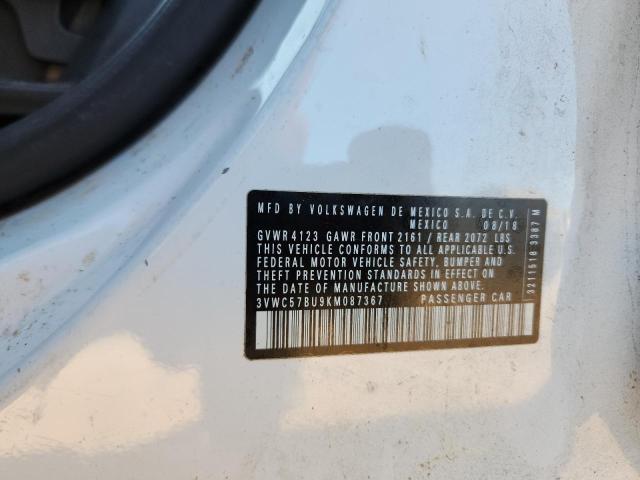 MFD BY VOLKSWAGEN DE MEXICO S.A. DE C.V.
MEXICO 08/18
GVWR 4123 GAWR FRONT 2161 / REAR 2072 LBS
THIS VEHICLE CONFORMS TO ALL APPLICABLE U.S.
FEDERAL MOTOR VEHICLE SAFETY, BUMPER AND
THEFT PREVENTION STANDARDS IN EFFECT ON
THE DATE OF MANUFACTURE SHOWN ABOVE.
3VWC57BU9KM087367 PASSENGER CAR
3211518 3387 M